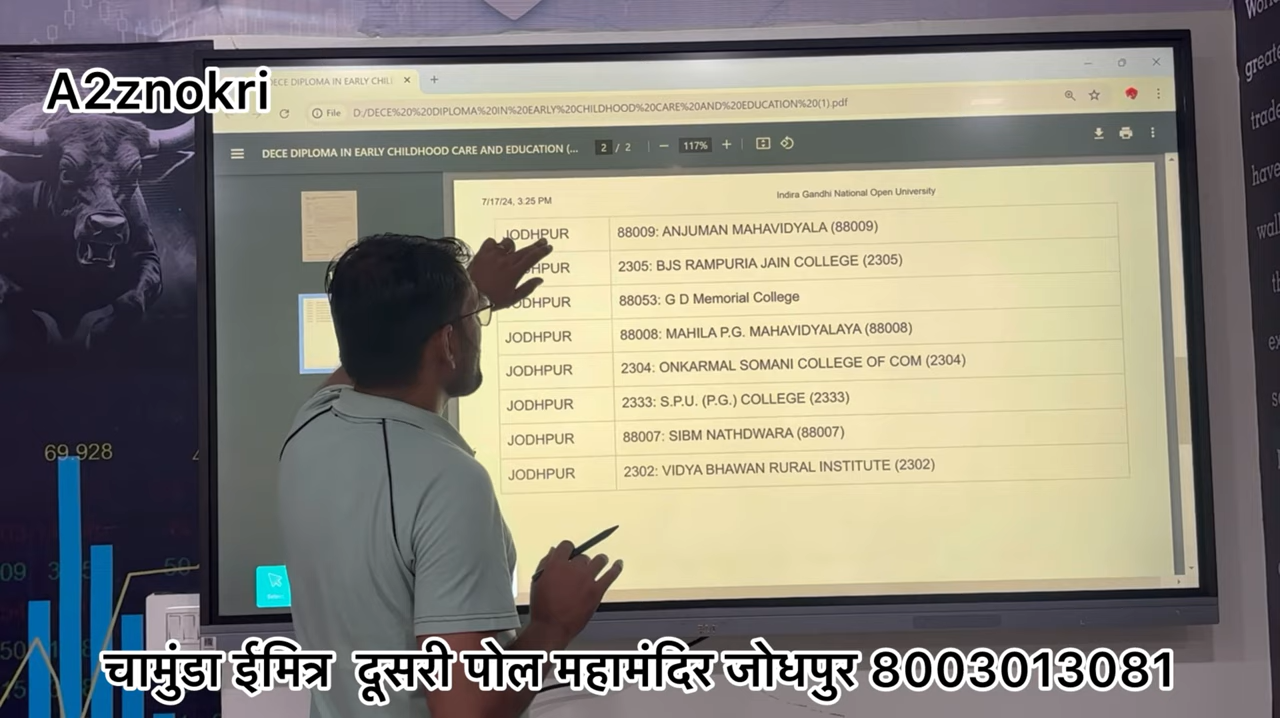 A2znokri
DECE DIPLOMA IN EARLY CHIL
File D:/DECE%20%20DIPLOMA%20IN%20EARLY%20CHILDHOOD%20CARE%20AND%20EDUCATION%20(1).pdf
DECE DIPLOMA IN EARLY CHILDHOOD CARE AND EDUCATION (... 2 / 2 117%
7/17/24, 3:25 PM Indira Gandhi National Open University
JODHPUR 88009: ANJUMAN MAHAVIDYALA (88009)
HPUR 2305: BJS RAMPURIA JAIN COLLEGE (2305)
ODHPUR 88053: G D Memorial College
JODHPUR 88008: MAHILA P.G. MAHAVIDYALAYA (88008)
JODHPUR 2304: ONKARMAL SOMANI COLLEGE OF COM (2304)
JODHPUR 2333: S.P.U. (P.G.) COLLEGE (2333)
JODHPUR 88007: SIBM NATHDWARA (88007)
JODHPUR 2302: VIDYA BHAWAN RURAL INSTITUTE (2302)
69.928
चामुंडा ईमित्र दूसरी पोल महामंदिर जोधपुर 8003013081